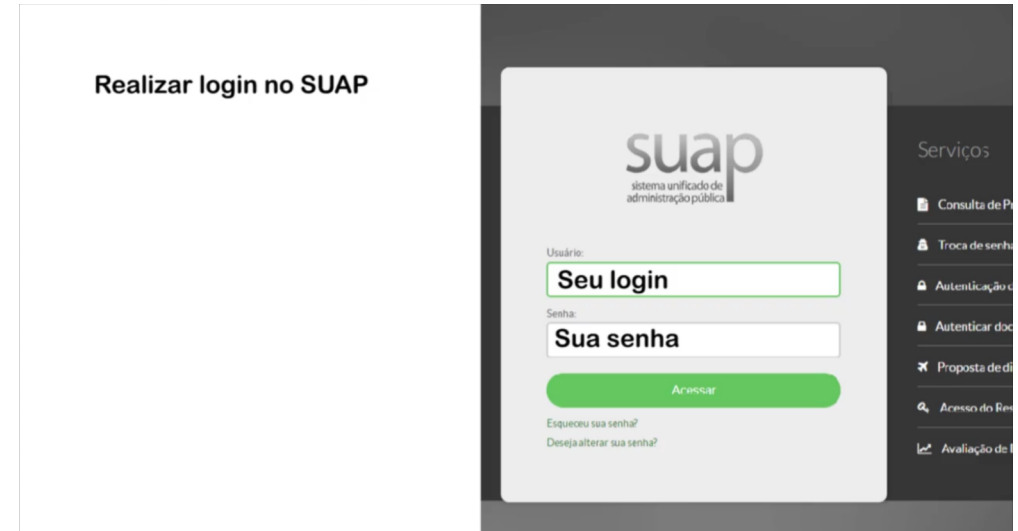 Realizar login no SUAP
suap
sistema unificado de
administração pública
Usuário:
Seu login
Senha:
Sua senha
Acessar
Esqueceu sua senha?
Deseja alterar sua senha?
Serviços
Consulta de
Troca de senha
Autenticação
Autenticar
Proposta de
Acesso do
Avaliação de